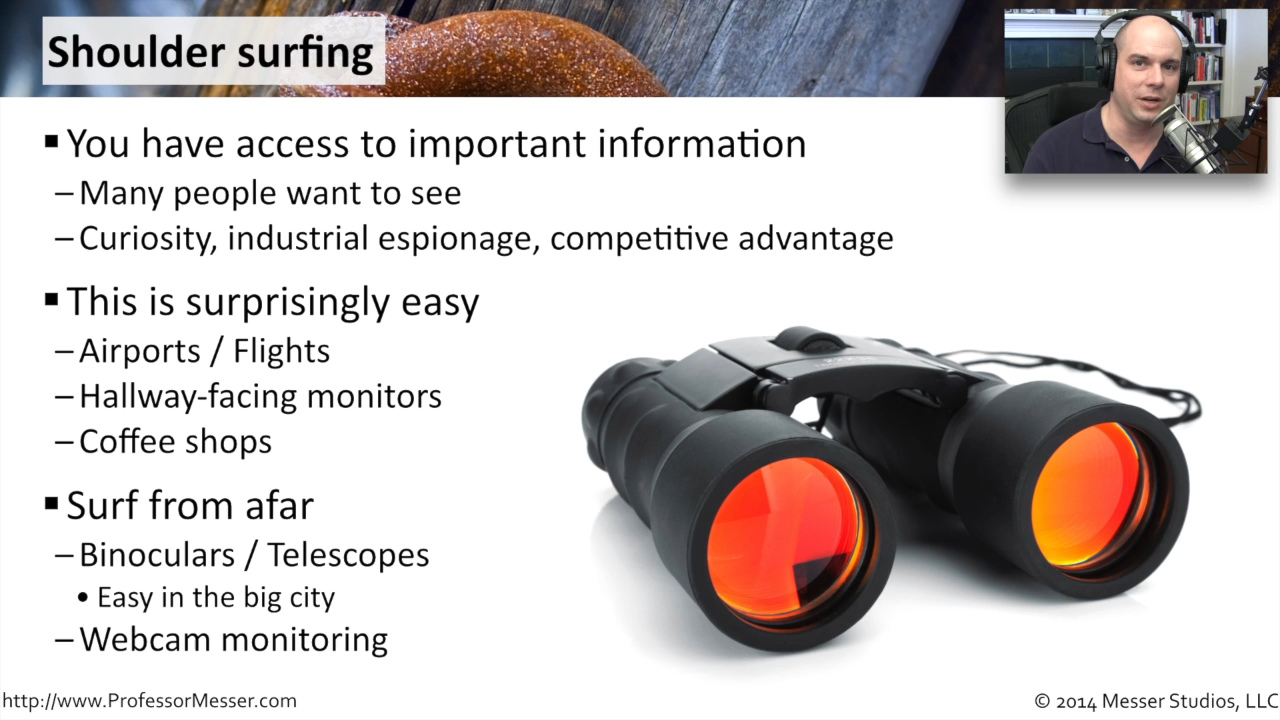 Shoulder surfing
▪ You have access to important information
– Many people want to see
– Curiosity, industrial espionage, competitive advantage
▪ This is surprisingly easy
– Airports / Flights
– Hallway-facing monitors
– Coffee shops
▪ Surf from afar
– Binoculars / Telescopes
• Easy in the big city
– Webcam monitoring
http://www.ProfessorMesser.com
© 2014 Messer Studios, LLC